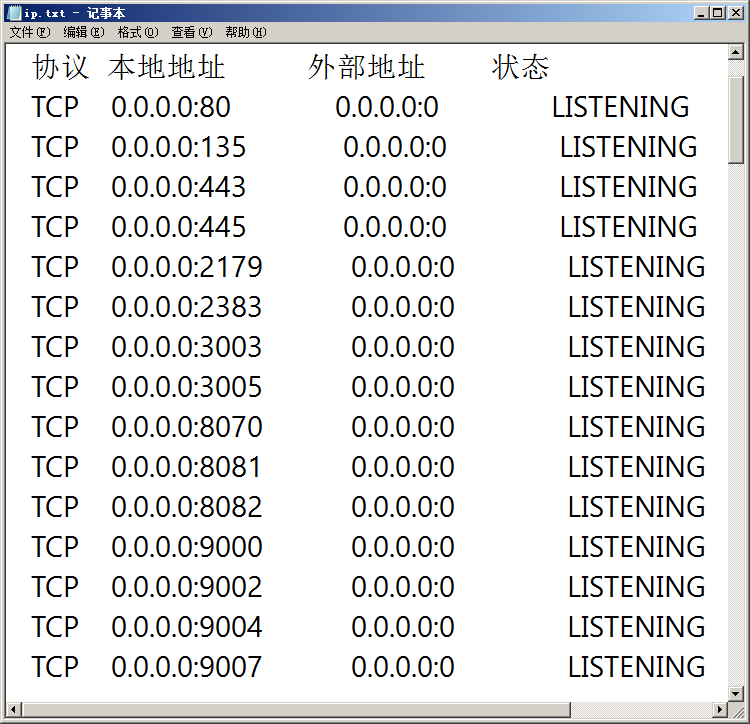 ip.txt - 记事本
文件(F) 编辑(E) 格式(O) 查看(V) 帮助(H)
协议 本地地址 外部地址 状态
TCP 0.0.0.0:80 0.0.0.0:0 LISTENING
TCP 0.0.0.0:135 0.0.0.0:0 LISTENING
TCP 0.0.0.0:443 0.0.0.0:0 LISTENING
TCP 0.0.0.0:445 0.0.0.0:0 LISTENING
TCP 0.0.0.0:2179 0.0.0.0:0 LISTENING
TCP 0.0.0.0:2383 0.0.0.0:0 LISTENING
TCP 0.0.0.0:3003 0.0.0.0:0 LISTENING
TCP 0.0.0.0:3005 0.0.0.0:0 LISTENING
TCP 0.0.0.0:8070 0.0.0.0:0 LISTENING
TCP 0.0.0.0:8081 0.0.0.0:0 LISTENING
TCP 0.0.0.0:8082 0.0.0.0:0 LISTENING
TCP 0.0.0.0:9000 0.0.0.0:0 LISTENING
TCP 0.0.0.0:9002 0.0.0.0:0 LISTENING
TCP 0.0.0.0:9004 0.0.0.0:0 LISTENING
TCP 0.0.0.0:9007 0.0.0.0:0 LISTENING